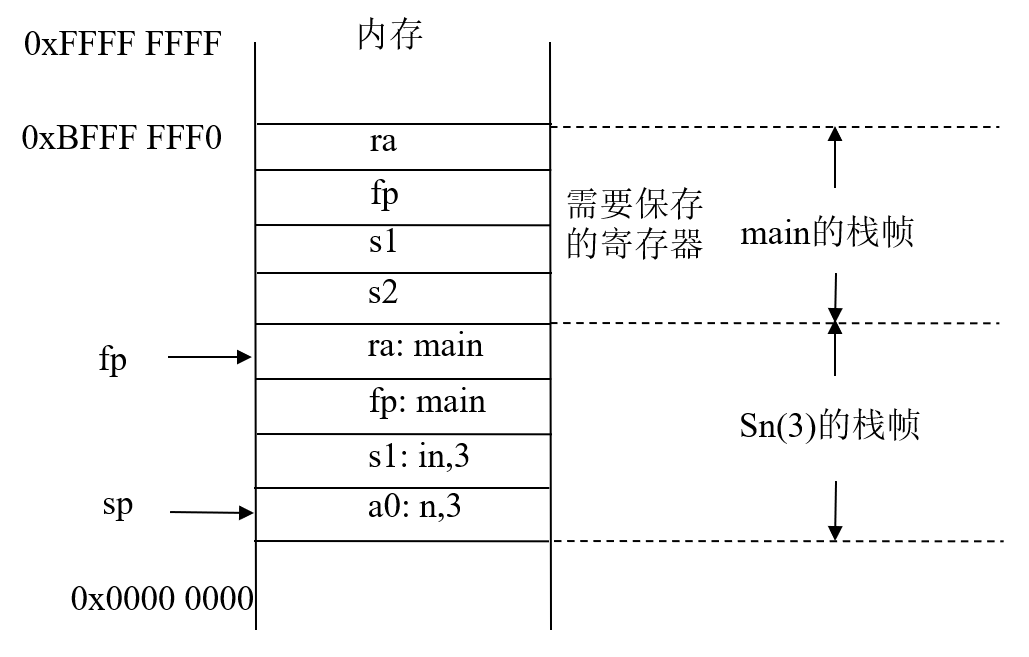 内存
0xFFFF FFFF
0xBFFF FFF0
ra
fp
s1
s2
需要保存
的寄存器
main的栈帧
fp
ra: main
fp: main
s1: in,3
Sn(3)的栈帧
sp
a0: n,3
0x0000 0000